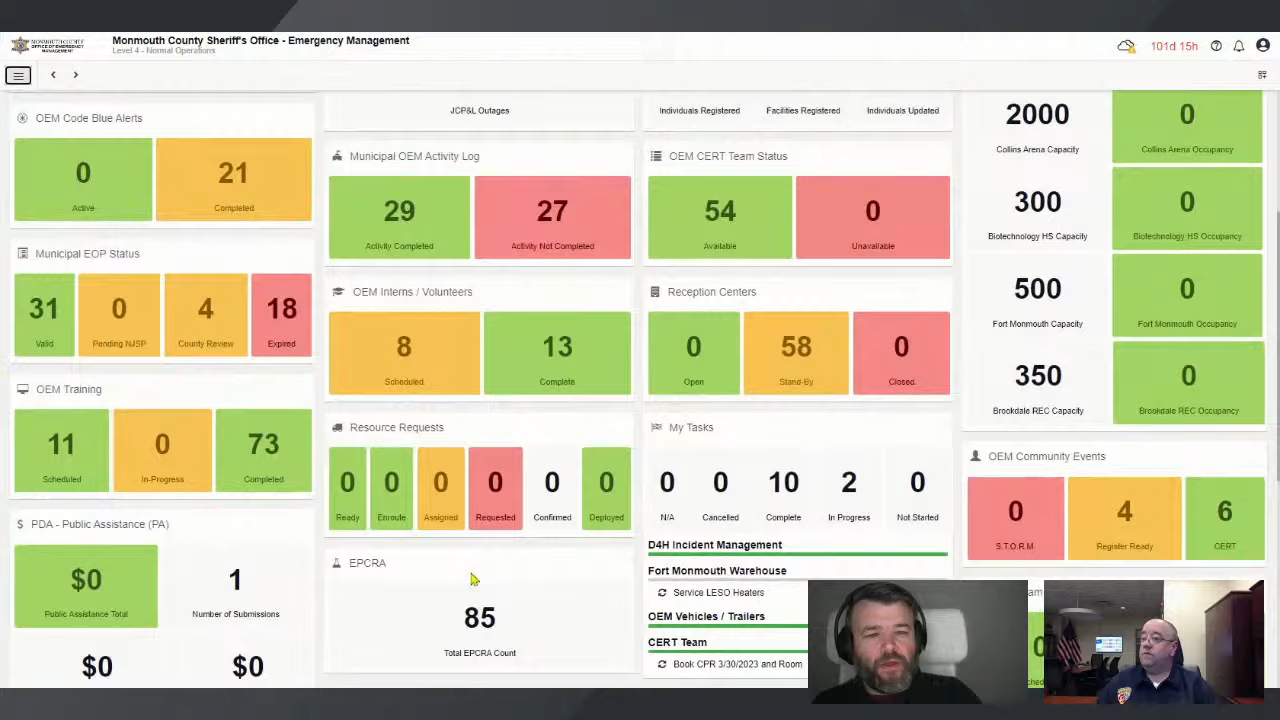 MONMOUTH COUNTY
OFFICE OF EMERGENCY
MANAGEMENT
Monmouth County Sheriff's Office - Emergency Management
Level 4 - Normal Operations
101d 15h
OEM Code Blue Alerts
0
Active
21
Completed
Municipal EOP Status
31
Valid
0
Pending NJSP
4
County Review
18
Expired
OEM Training
11
Scheduled
0
In-Progress
73
Completed
PDA - Public Assistance (PA)
$0
Public Assistance Total
1
Number of Submissions
$0
$0
JCP&L Outages
Municipal OEM Activity Log
29
Activity Completed
27
Activity Not Completed
OEM Interns / Volunteers
8
Scheduled
13
Complete
Resource Requests
0
Ready
0
Enroute
0
Assigned
0
Requested
0
Confirmed
0
Deployed
EPCRA
85
Total EPCRA Count
Individuals Registered
Facilities Registered
Individuals Updated
OEM CERT Team Status
54
Available
0
Unavailable
Reception Centers
0
Open
58
Stand-By
0
Closed
My Tasks
0
N/A
0
Cancelled
10
Complete
2
In Progress
0
Not Started
D4H Incident Management
Fort Monmouth Warehouse
Service LESO Heaters
OEM Vehicles / Trailers
CERT Team
Book CPR 3/30/2023 and Room
2000
Collins Arena Capacity
0
Collins Arena Occupancy
300
Biotechnology HS Capacity
0
Biotechnology HS Occupancy
500
Fort Monmouth Capacity
0
Fort Monmouth Occupancy
350
Brookdale REC Capacity
0
Brookdale REC Occupancy
OEM Community Events
0
S.T.O.R.M
4
Register Ready
6
CERT